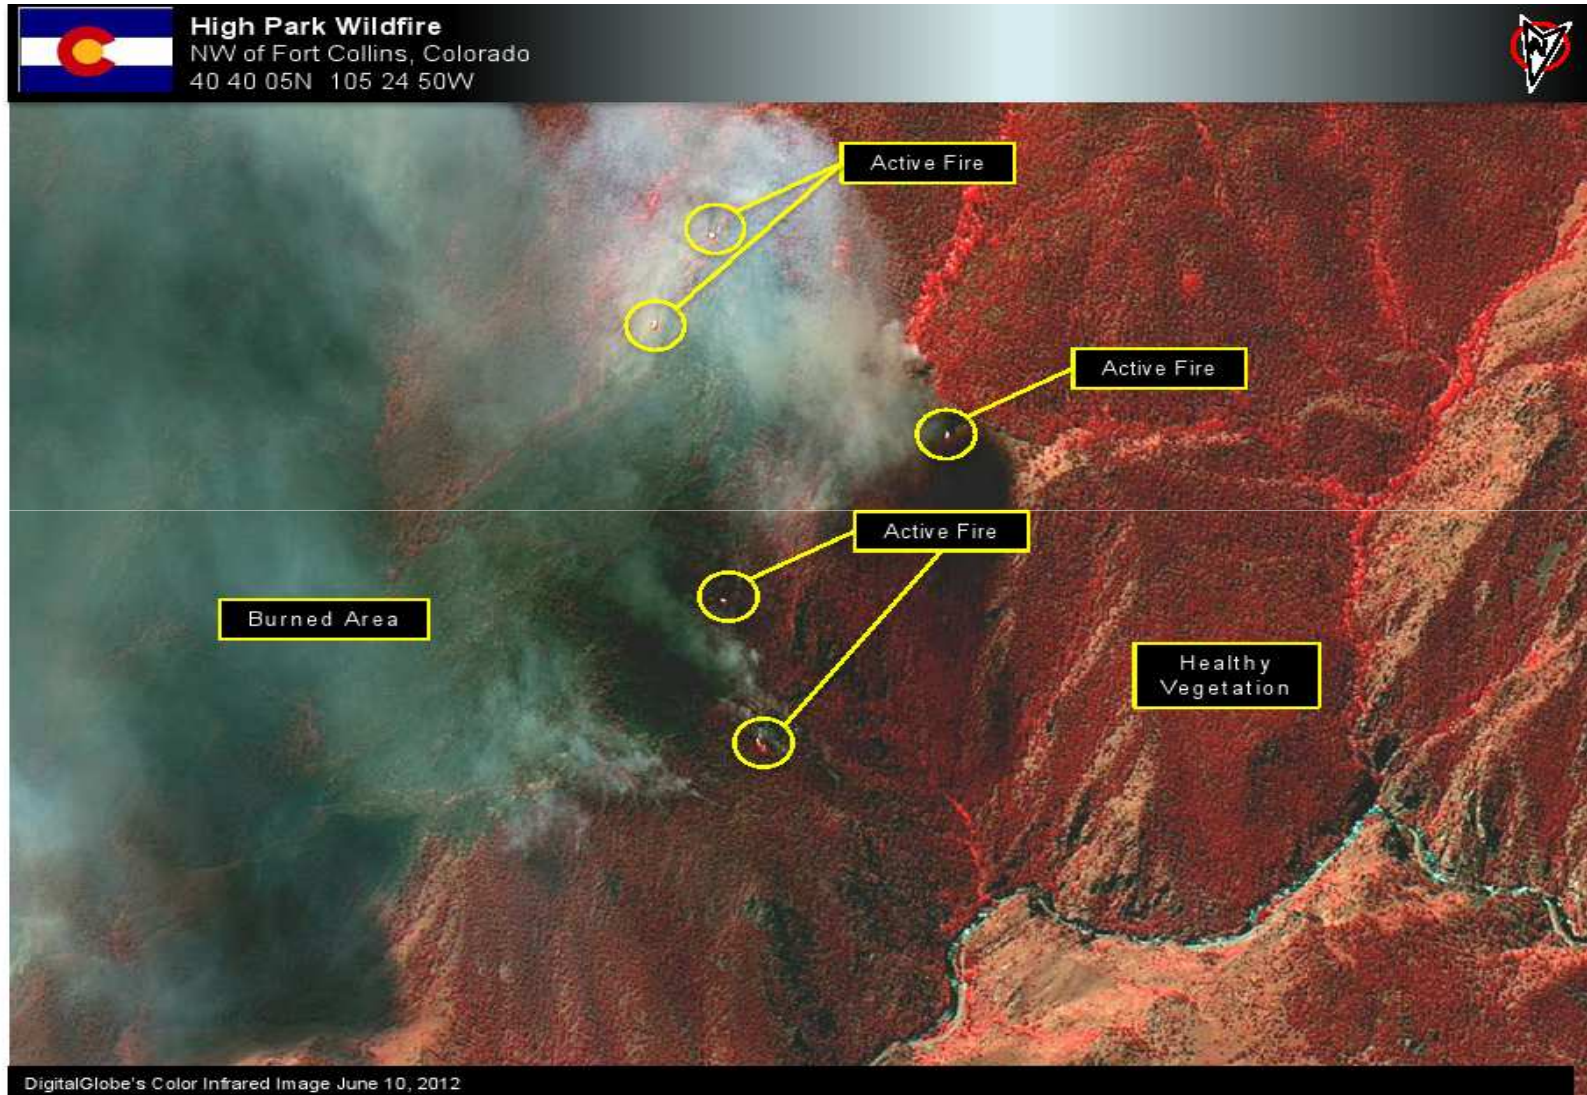 High Park Wildfire
NW of Fort Collins, Colorado
40 40 05N 105 24 50W
Active Fire
Active Fire
Active Fire
Burned Area
Healthy
Vegetation
DigitalGlobe's Color Infrared Image June 10, 2012